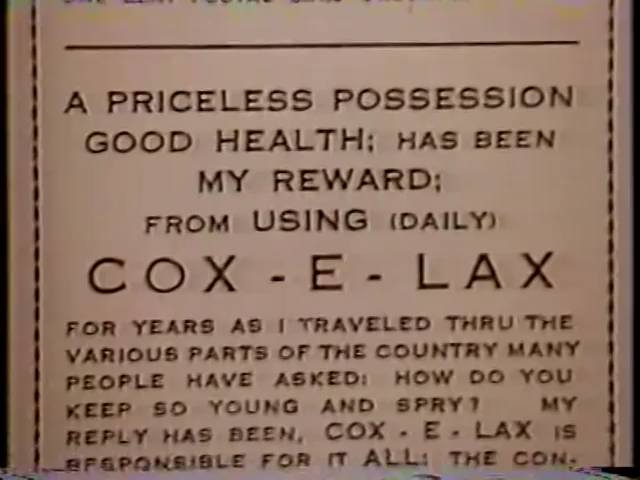 A PRICELESS POSSESSION
GOOD HEALTH; HAS BEEN
MY REWARD;
FROM USING (DAILY)
COX - E - LAX
FOR YEARS AS I TRAVELED THRU THE
VARIOUS PARTS OF THE COUNTRY MANY
PEOPLE HAVE ASKED: HOW DO YOU
KEEP SO YOUNG AND SPRY? MY
REPLY HAS BEEN, COX - E - LAX IS
RESPONSIBLE FOR IT ALL: THE CON-